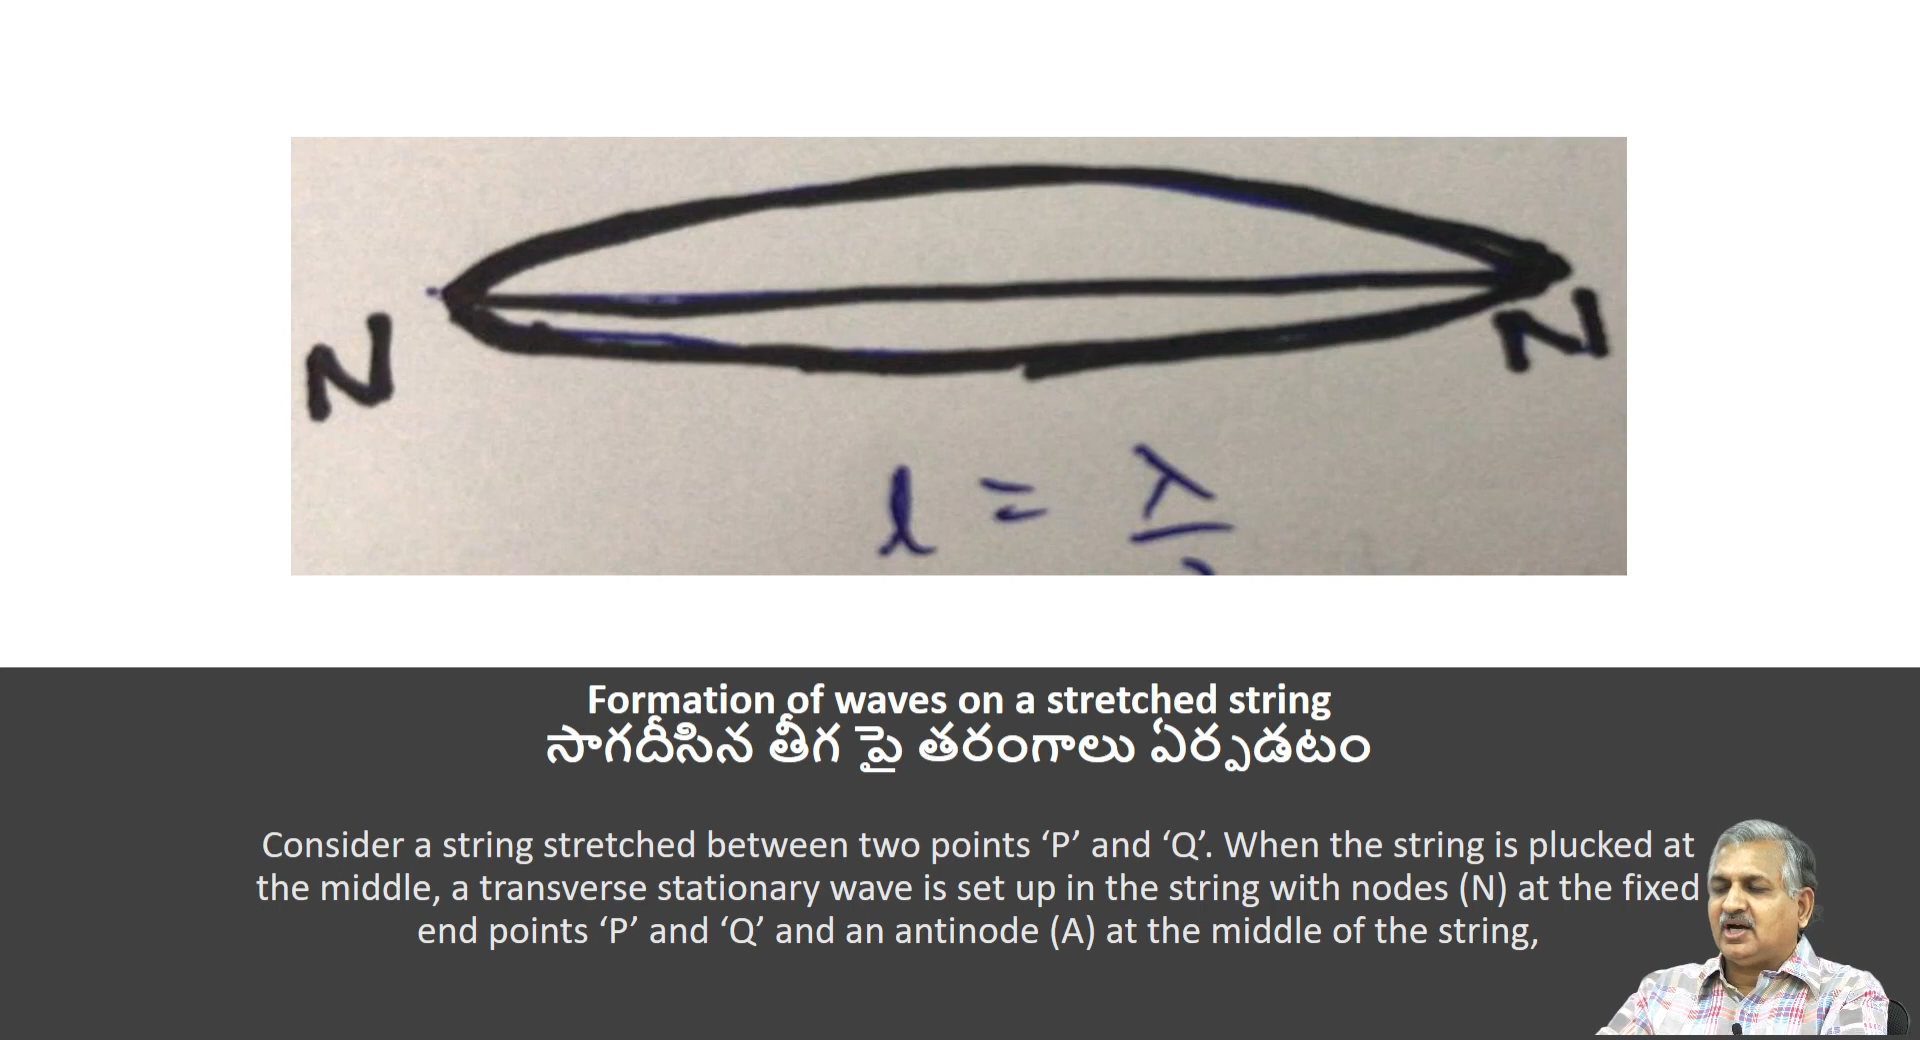 N
N
l = λ
Formation of waves on a stretched string
సాగదీసిన తీగ పై తరంగాలు ఏర్పడటం
Consider a string stretched between two points ‘P’ and ‘Q’. When the string is plucked at
the middle, a transverse stationary wave is set up in the string with nodes (N) at the fixed
end points ‘P’ and ‘Q’ and an antinode (A) at the middle of the string,